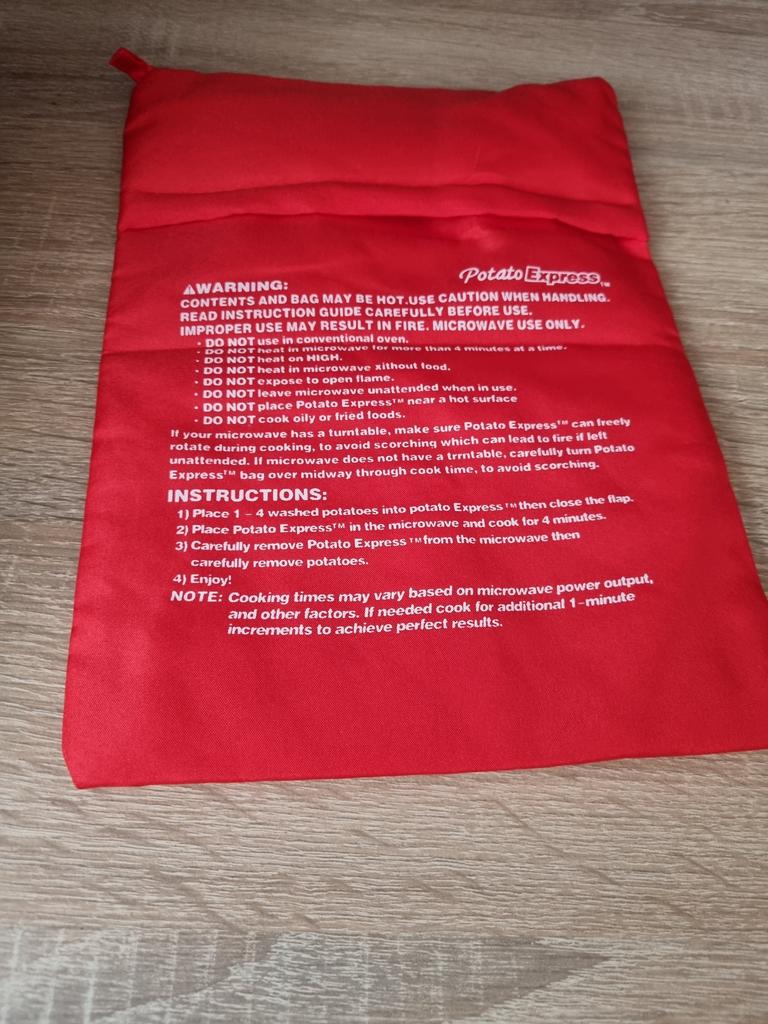 Potato Express™
⚠WARNING:
CONTENTS AND BAG MAY BE HOT.USE CAUTION WHEN HANDLING.
READ INSTRUCTION GUIDE CAREFULLY BEFORE USE.
IMPROPER USE MAY RESULT IN FIRE. MICROWAVE USE ONLY.
· DO NOT use in conventional oven.
· DO NOT heat in microwave for more than 4 minutes at a time.
· DO NOT heat on HIGH.
· DO NOT heat in microwave xithout food.
· DO NOT expose to open flame.
· DO NOT leave microwave unattended when in use.
· DO NOT place Potato Express™ near a hot surface
· DO NOT cook oily or fried foods.
If your microwave has a turntable, make sure Potato Express™ can freely
rotate during cooking, to avoid scorching which can lead to fire if left
unattended. If microwave does not have a trrntable, carefully turn Potato
Express™ bag over midway through cook time, to avoid scorching.
INSTRUCTIONS:
1) Place 1 - 4 washed potatoes into potato Express™ then close the flap.
2) Place Potato Express™ in the microwave and cook for 4 minutes.
3) Carefully remove Potato Express™ from the microwave then
carefully remove potatoes.
4) Enjoy!
NOTE: Cooking times may vary based on microwave power output,
and other factors. If needed cook for additional 1-minute
increments to achieve perfect results.